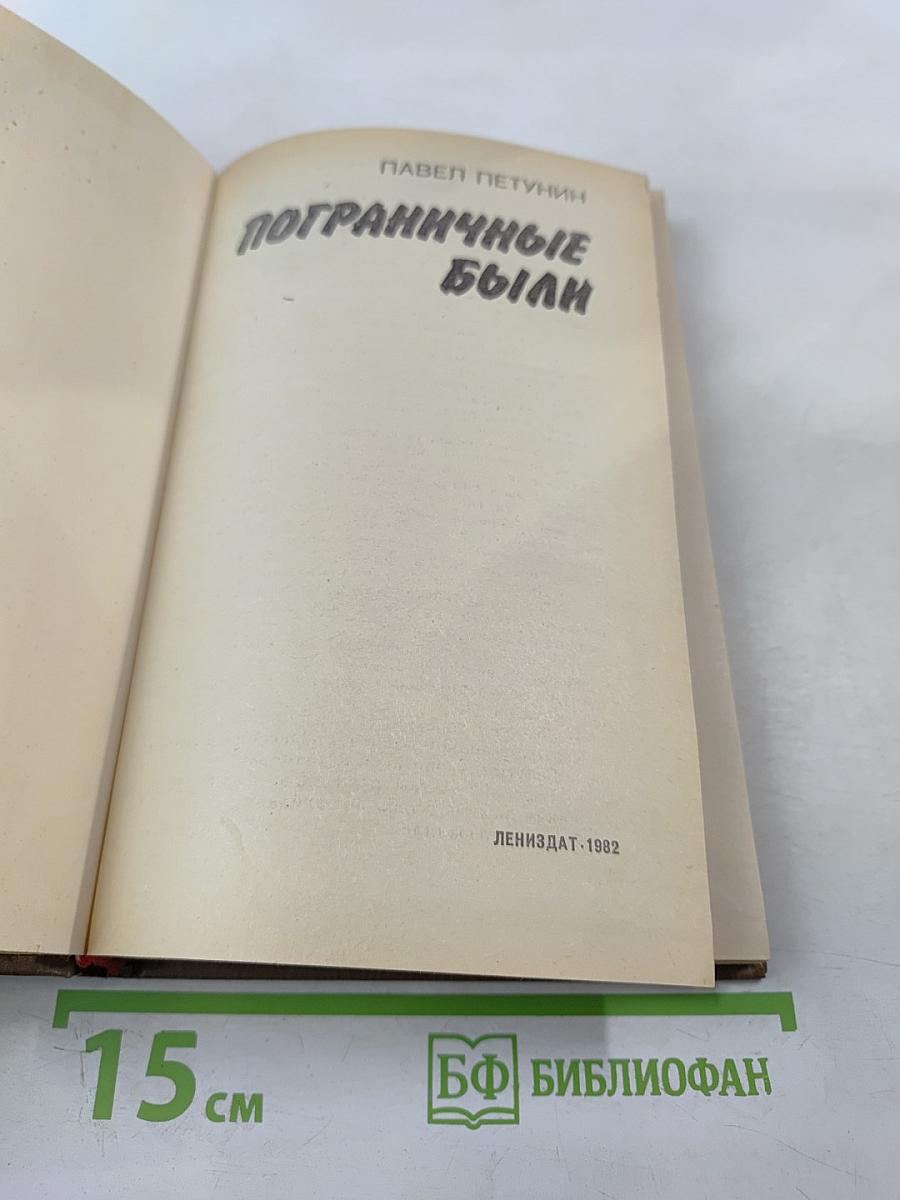 ПАВЕЛ ПЕТУНИН
ПОГРАНИЧНЫЕ
БЫЛИ
ЛЕНИЗДАТ·1982
15 см
БФ БИБЛИОФАН